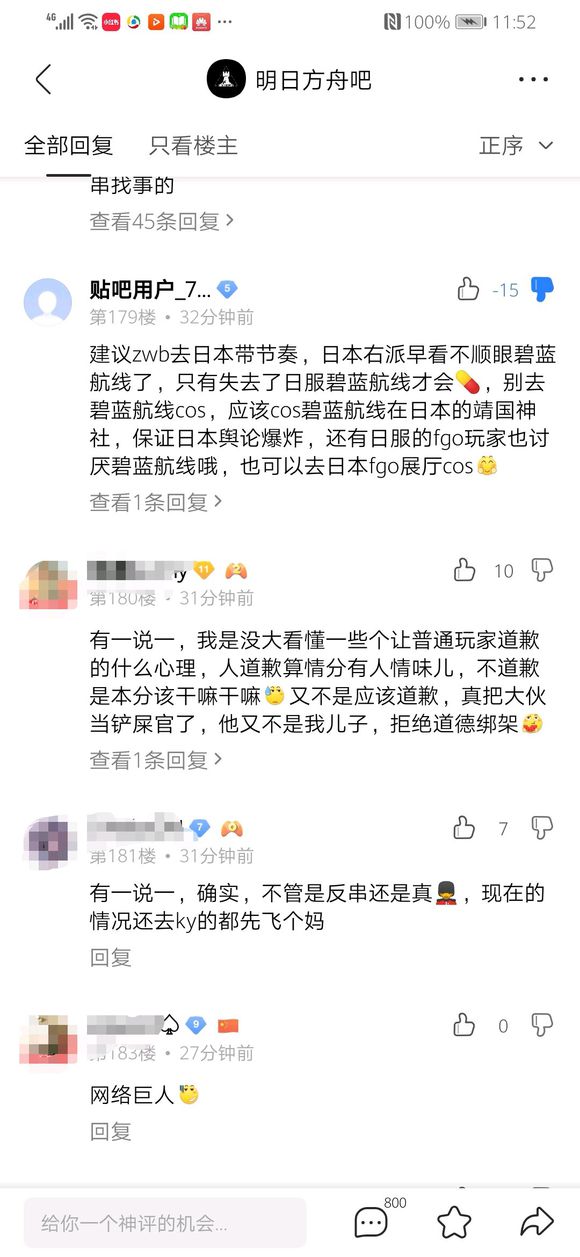 4G
小红书
100%
11:52
明日方舟吧
全部回复
只看楼主
正序
串找事的
查看45条回复
贴吧用户_7...
5
-15
第179楼 • 32分钟前
建议zwb去日本带节奏，日本右派早看不顺眼碧蓝
航线了，只有失去了日服碧蓝航线才会💊，别去
碧蓝航线cos，应该cos碧蓝航线在日本的靖国神
社，保证日本舆论爆炸，还有日服的fgo玩家也讨
厌碧蓝航线哦，也可以去日本fgo展厅cos🤗
查看1条回复
11
2
10
第180楼 • 31分钟前
有一说一，我是没大看懂一些个让普通玩家道歉
的什么心理，人道歉算情分有人情味儿，不道歉
是本分该干嘛干嘛😅又不是应该道歉，真把大伙
当铲屎官了，他又不是我儿子，拒绝道德绑架
查看1条回复
7
6
7
第181楼 • 31分钟前
有一说一，确实，不管是反串还是真💂，现在的
情况还去ky的都先飞个妈
回复
9
0
第183楼 • 27分钟前
网络巨人
回复
给你一个神评的机会...
800